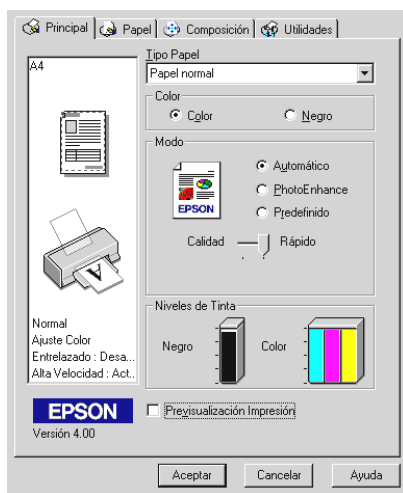 Principal Papel Composición Utilidades
A4
Tipo Papel
Papel normal
Color
Color Negro
Modo
EPSON
Automático
PhotoEnhance
Predefinido
Calidad Rápido
A
Normal
Ajuste Color
Entrelazado : Desa...
Alta Velocidad : Act..
Niveles de Tinta
Negro Color
EPSON
Versión 4.00
Previsualización Impresión
Aceptar Cancelar Ayuda